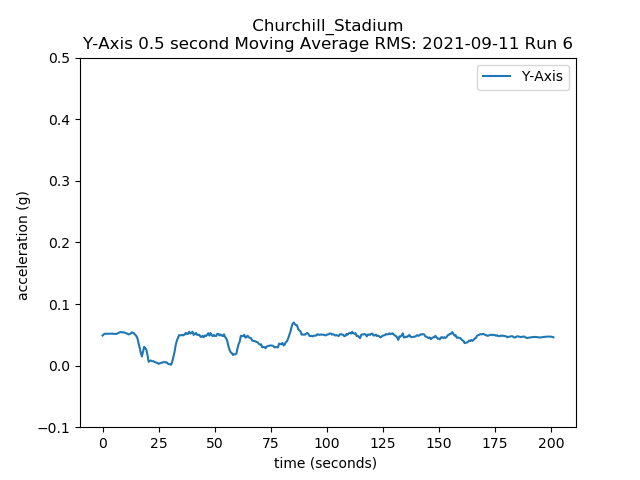 Churchill_Stadium
Y-Axis 0.5 second Moving Average RMS: 2021-09-11 Run 6
Y-Axis
0.5
0.4
0.3
0.2
0.1
0.0
−0.1
acceleration (g)
0 25 50 75 100 125 150 175 200
time (seconds)